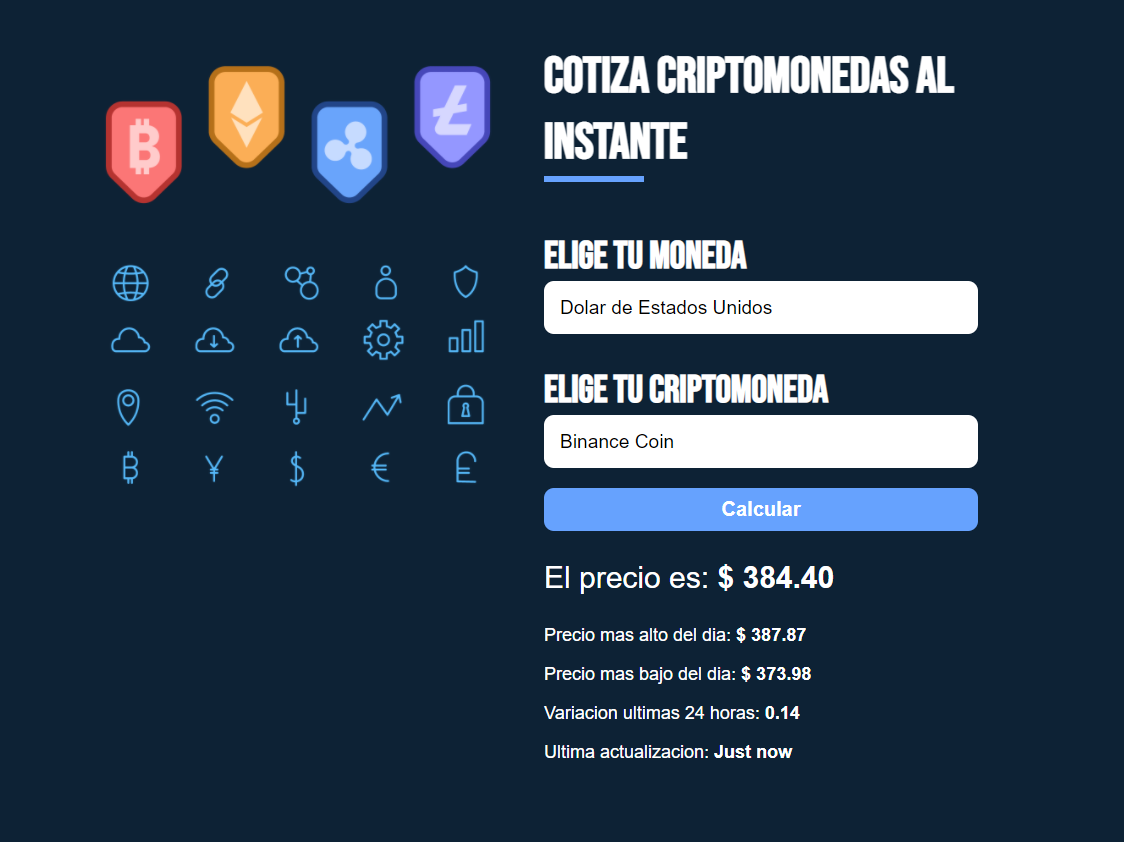 COTIZA CRIPTOMONEDAS AL
INSTANTE
ELIGE TU MONEDA
Dolar de Estados Unidos
ELIGE TU CRIPTOMONEDA
Binance Coin
Calcular
El precio es: $ 384.40
Precio mas alto del dia: $ 387.87
Precio mas bajo del dia: $ 373.98
Variacion ultimas 24 horas: 0.14
Ultima actualizacion: Just now